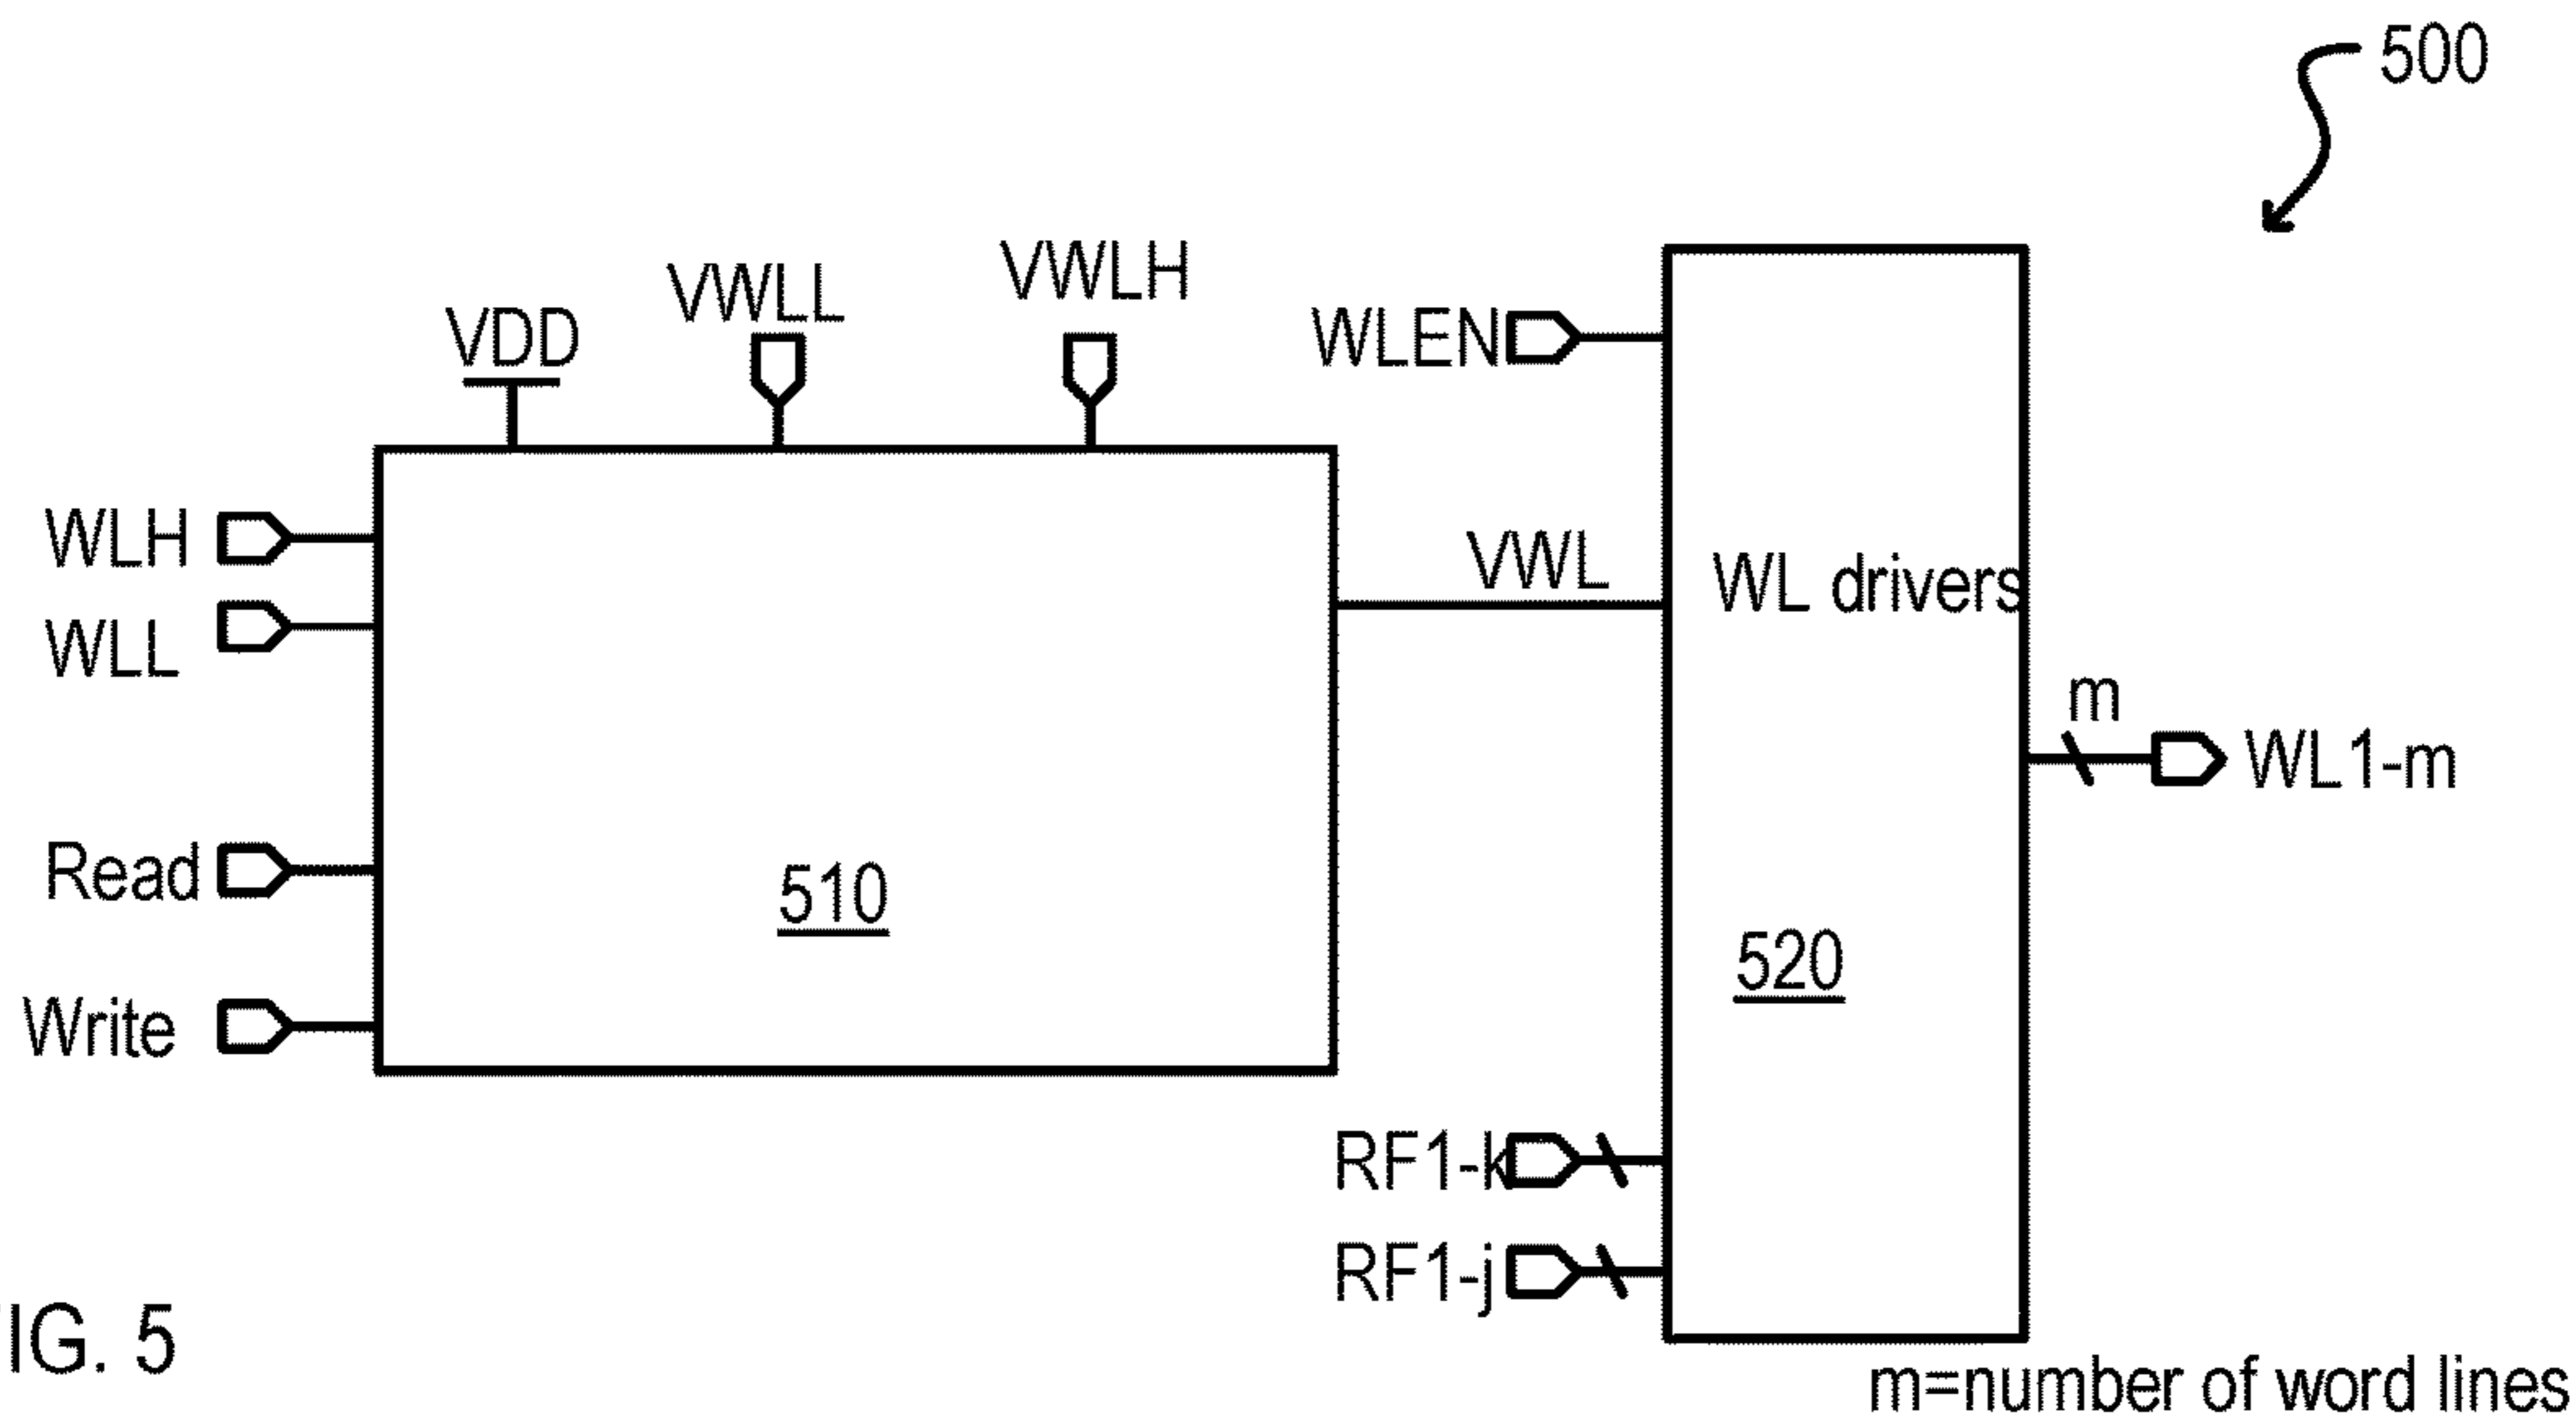 500
VDD
VWLL
VWLH
WLEN
WLH
WLL
VWL
WL drivers
m
WL1-m
Read
510
520
Write
RF1-k
RF1-j
IG. 5
m=number of word lines